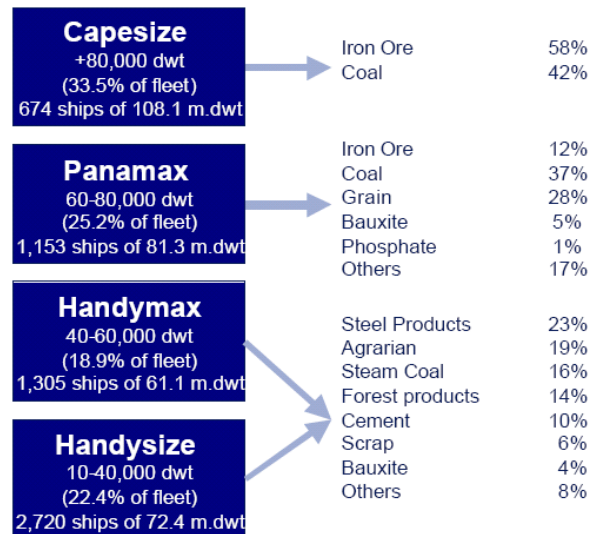 Capesize
+80,000 dwt
(33.5% of fleet)
674 ships of 108.1 m.dwt
Iron Ore 58%
Coal 42%
Panamax
60-80,000 dwt
(25.2% of fleet)
1,153 ships of 81.3 m.dwt
Iron Ore 12%
Coal 37%
Grain 28%
Bauxite 5%
Phosphate 1%
Others 17%
Handymax
40-60,000 dwt
(18.9% of fleet)
1,305 ships of 61.1 m.dwt
Handysize
10-40,000 dwt
(22.4% of fleet)
2,720 ships of 72.4 m.dwt
Steel Products 23%
Agrarian 19%
Steam Coal 16%
Forest products 14%
Cement 10%
Scrap 6%
Bauxite 4%
Others 8%